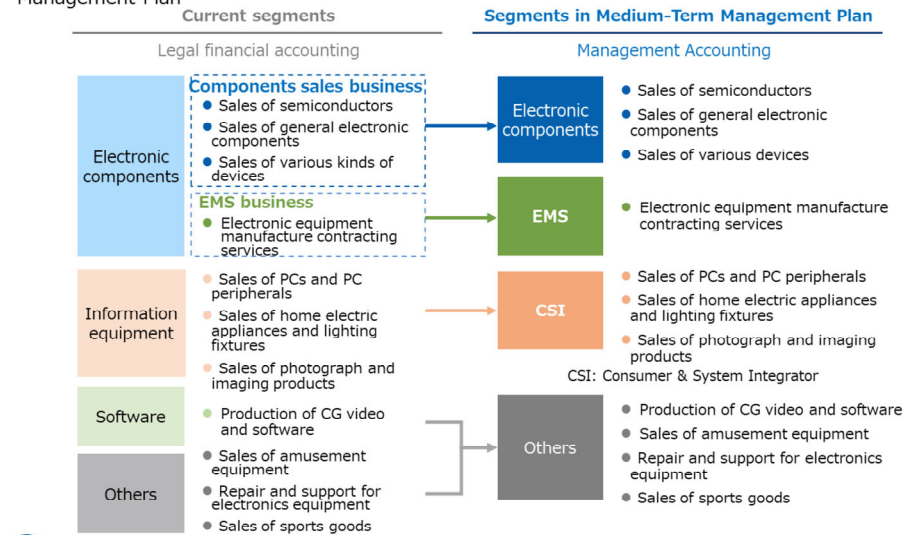 Management Plan
Current segments
Segments in Medium-Term Management Plan
Legal financial accounting
Management Accounting
Electronic
components
Components sales business
Sales of semiconductors
Sales of general electronic
components
Sales of various kinds of
devices
EMS business
Electronic equipment
manufacture contracting
services
Electronic
components
Sales of semiconductors
Sales of general electronic
components
Sales of various devices
EMS
Electronic equipment manufacture
contracting services
Information
equipment
Sales of PCs and PC
peripherals
Sales of home electric
appliances and lighting
fixtures
Sales of photograph and
imaging products
CSI
Sales of PCs and PC peripherals
Sales of home electric appliances
and lighting fixtures
Sales of photograph and imaging
products
CSI: Consumer & System Integrator
Software
Production of CG video
and software
Others
Sales of amusement
equipment
Repair and support for
electronics equipment
Sales of sports goods
Others
Production of CG video and software
Sales of amusement equipment
Repair and support for electronics
equipment
Sales of sports goods